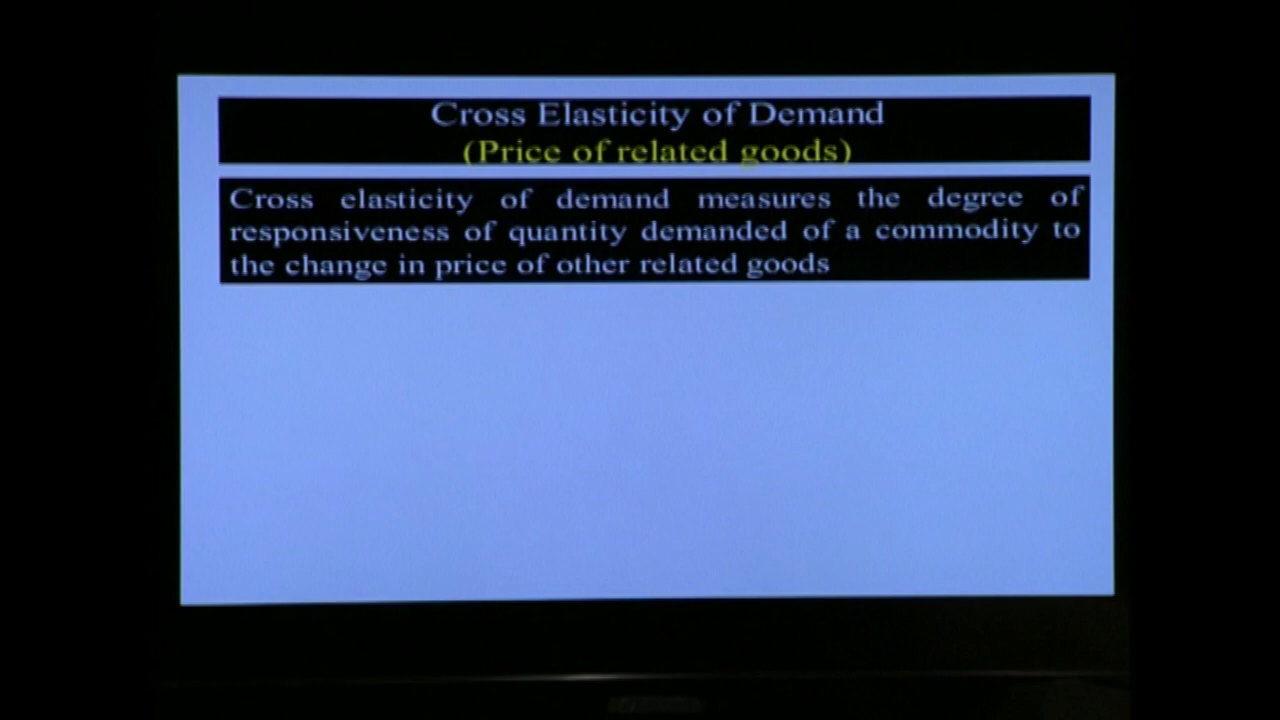 Cross Elasticity of Demand
(Price of related goods)
Cross elasticity of demand measures the degree of
responsiveness of quantity demanded of a commodity to
the change in price of other related goods